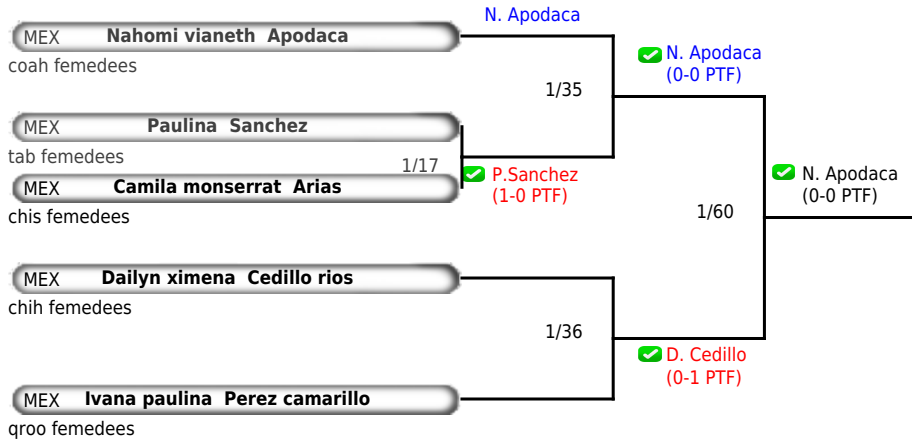 N. Apodaca
MEX Nahomi vianeth Apodaca
coah femedees
N. Apodaca
(0-0 PTF)
1/35
MEX Paulina Sanchez
tab femedees
1/17
P.Sanchez
(1-0 PTF)
MEX Camila monserrat Arias
chis femedees
N. Apodaca
(0-0 PTF)
1/60
MEX Dailyn ximena Cedillo rios
chih femedees
1/36
D. Cedillo
(0-1 PTF)
MEX Ivana paulina Perez camarillo
qroo femedees